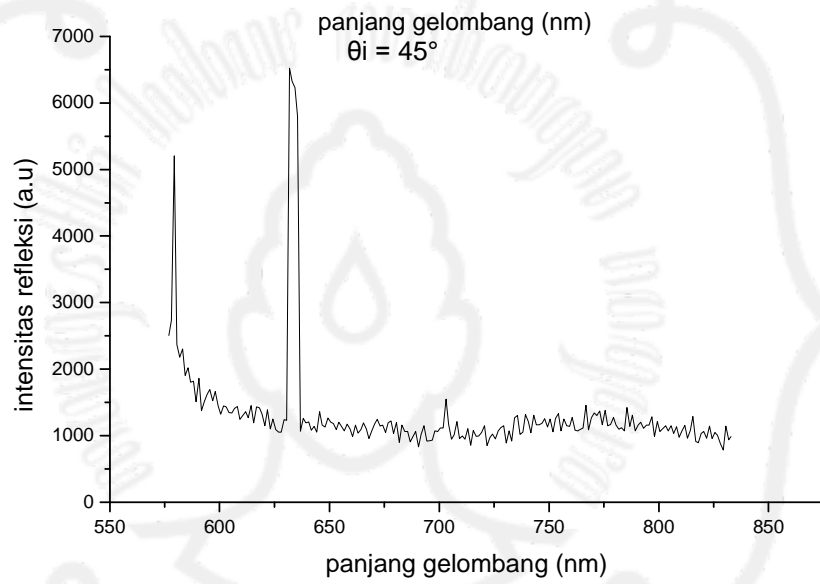 panjang gelombang (nm)
θi = 45°
7000
6000
5000
4000
3000
2000
1000
0
intensitas refleksi (a.u)
550 600 650 700 750 800 850
panjang gelombang (nm)